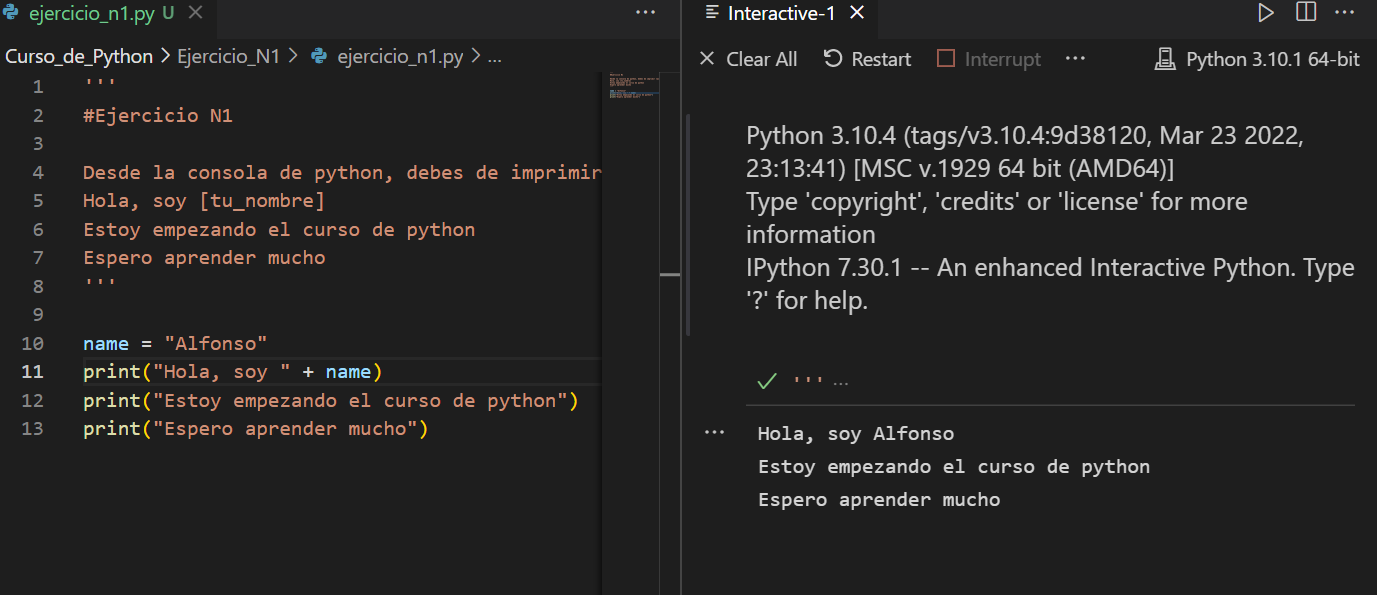 ejercicio_n1.py U
Curso_de_Python > Ejercicio_N1 > ejercicio_n1.py > ...
1 '''
2 #Ejercicio N1
3
4 Desde la consola de python, debes de imprimir
5 Hola, soy [tu_nombre]
6 Estoy empezando el curso de python
7 Espero aprender mucho
8 '''
9
10 name = "Alfonso"
11 print("Hola, soy " + name)
12 print("Estoy empezando el curso de python")
13 print("Espero aprender mucho")
Interactive-1
Clear All Restart Interrupt ... Python 3.10.1 64-bit
Python 3.10.4 (tags/v3.10.4:9d38120, Mar 23 2022,
23:13:41) [MSC v.1929 64 bit (AMD64)]
Type 'copyright', 'credits' or 'license' for more
information
IPython 7.30.1 -- An enhanced Interactive Python. Type
'?' for help.
''' ...
Hola, soy Alfonso
Estoy empezando el curso de python
Espero aprender mucho